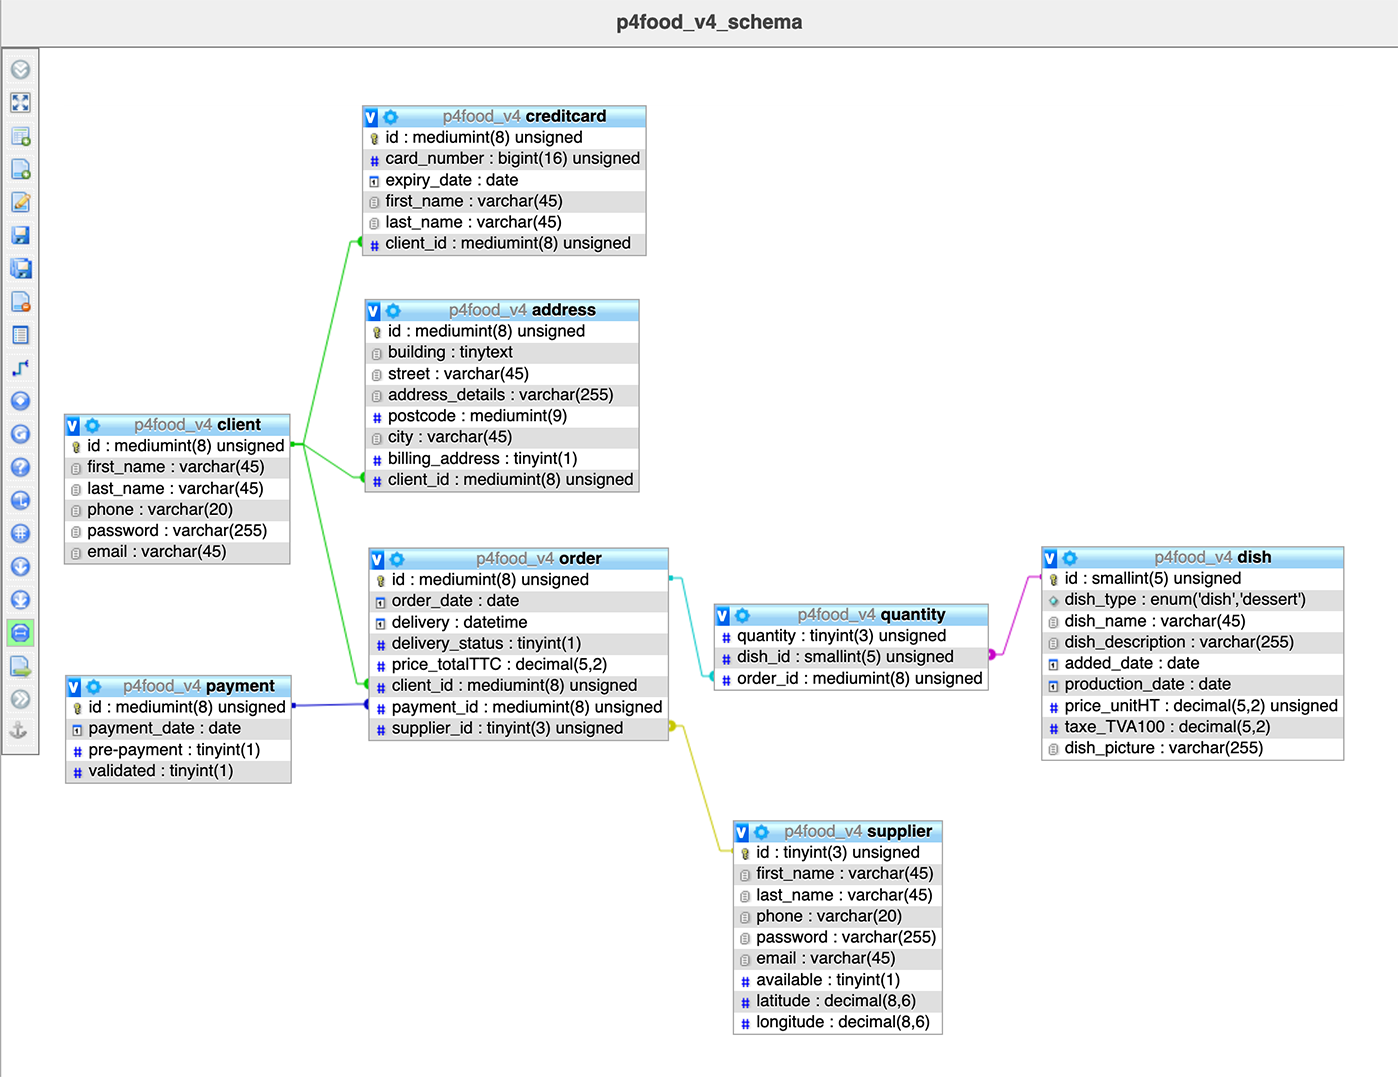 p4food_v4_schema
p4food_v4 creditcard
id : mediumint(8) unsigned
card_number : bigint(16) unsigned
expiry_date : date
first_name : varchar(45)
last_name : varchar(45)
client_id : mediumint(8) unsigned
p4food_v4 address
id : mediumint(8) unsigned
building : tinytext
street : varchar(45)
address_details : varchar(255)
postcode : mediumint(9)
city : varchar(45)
billing_address : tinyint(1)
client_id : mediumint(8) unsigned
p4food_v4 client
id : mediumint(8) unsigned
first_name : varchar(45)
last_name : varchar(45)
phone : varchar(20)
password : varchar(255)
email : varchar(45)
p4food_v4 order
id : mediumint(8) unsigned
order_date : date
delivery : datetime
delivery_status : tinyint(1)
price_totalTTC : decimal(5,2)
client_id : mediumint(8) unsigned
payment_id : mediumint(8) unsigned
supplier_id : tinyint(3) unsigned
p4food_v4 payment
id : mediumint(8) unsigned
payment_date : date
pre-payment : tinyint(1)
validated : tinyint(1)
p4food_v4 quantity
quantity : tinyint(3) unsigned
dish_id : smallint(5) unsigned
order_id : mediumint(8) unsigned
p4food_v4 dish
id : smallint(5) unsigned
dish_type : enum('dish','dessert')
dish_name : varchar(45)
dish_description : varchar(255)
added_date : date
production_date : date
price_unitHT : decimal(5,2) unsigned
taxe_TVA100 : decimal(5,2)
dish_picture : varchar(255)
p4food_v4 supplier
id : tinyint(3) unsigned
first_name : varchar(45)
last_name : varchar(45)
phone : varchar(20)
password : varchar(255)
email : varchar(45)
available : tinyint(1)
latitude : decimal(8,6)
longitude : decimal(8,6)